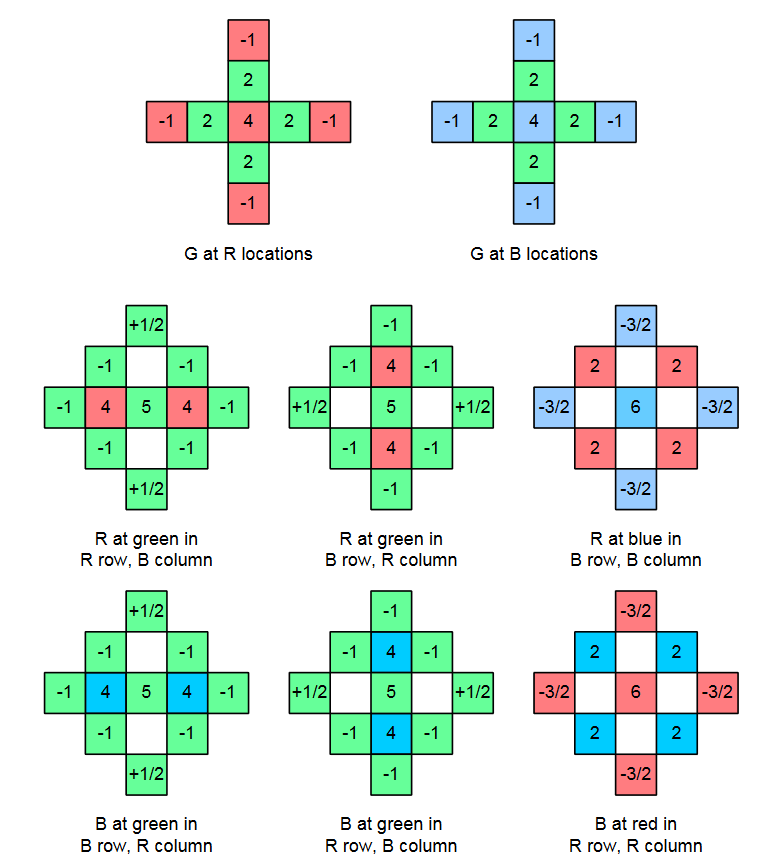 -1 -1
2 2
-1 2 4 2 -1 -1 2 4 2 -1
2 2
-1 -1
G at R locations G at B locations
+1/2 -1 -3/2
-1 -1 -1 4 -1 2 2
-1 4 5 4 -1 +1/2 5 +1/2 -3/2 6 -3/2
-1 -1 -1 4 -1 2 2
+1/2 -1 -3/2
R at green in R at green in R at blue in
R row, B column B row, R column B row, B column
+1/2 -1 -3/2
-1 -1 -1 4 -1 2 2
-1 4 5 4 -1 +1/2 5 +1/2 -3/2 6 -3/2
-1 -1 -1 4 -1 2 2
+1/2 -1 -3/2
B at green in B at green in B at red in
B row, R column R row, B column R row, R column